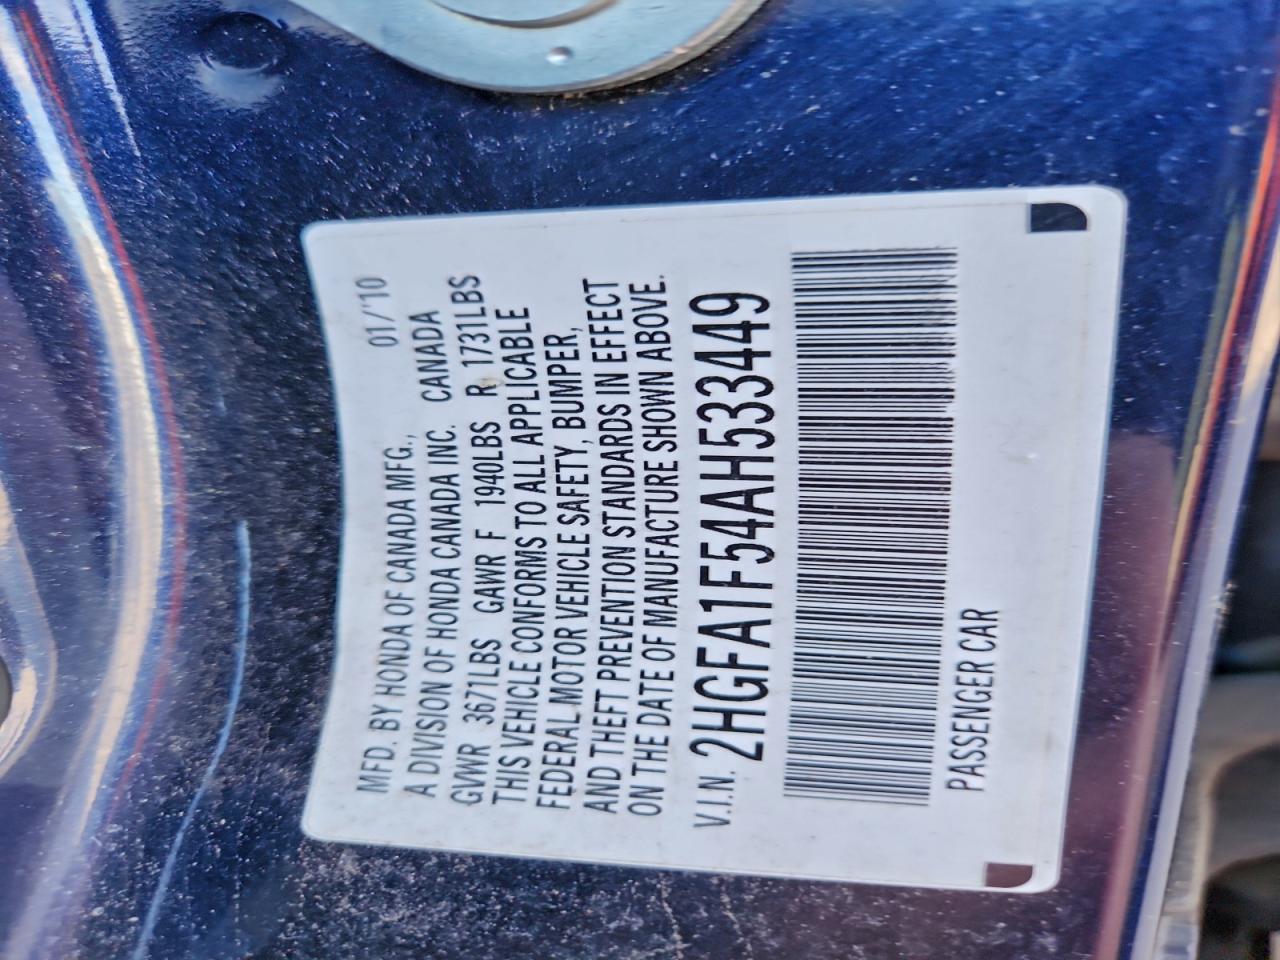 MFD. BY HONDA OF CANADA MFG., 01/'10
A DIVISION OF HONDA CANADA INC. CANADA
GVWR 3671LBS GAWR F 1940LBS R 1731LBS
THIS VEHICLE CONFORMS TO ALL APPLICABLE
FEDERAL MOTOR VEHICLE SAFETY, BUMPER,
AND THEFT PREVENTION STANDARDS IN EFFECT
ON THE DATE OF MANUFACTURE SHOWN ABOVE.
V.I.N. 2HGFA1F54AH533449
PASSENGER CAR